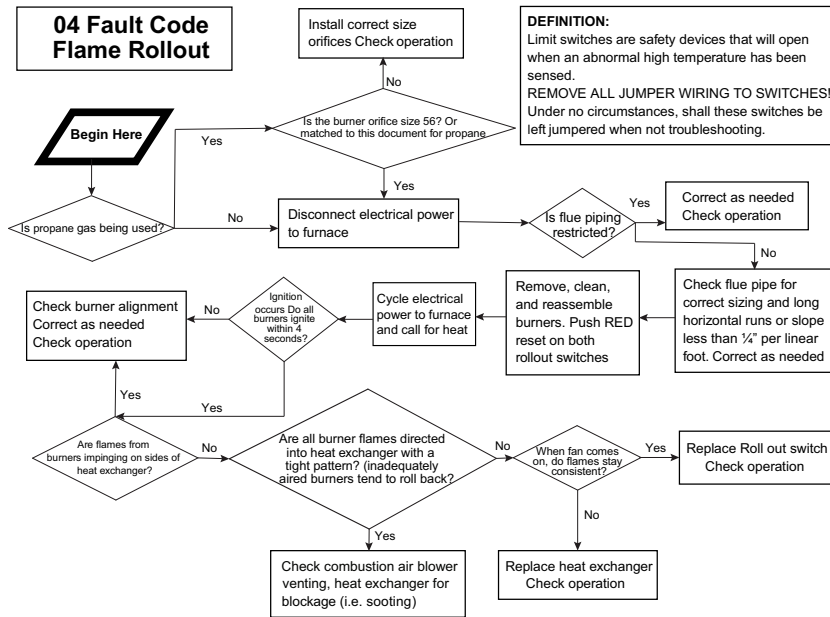 04 Fault Code
Flame Rollout
Install correct size
orifices Check operation
DEFINITION:
Limit switches are safety devices that will open
when an abnormal high temperature has been
sensed.
REMOVE ALL JUMPER WIRING TO SWITCHES!
Under no circumstances, shall these switches be
left jumpered when not troubleshooting.
No
Begin Here
Yes
Is the burner orifice size 56? Or
matched to this document for propane
Yes
Is propane gas being used?
No
Disconnect electrical power
to furnace
Is flue piping
restricted?
Yes
Correct as needed
Check operation
No
Check flue pipe for
correct sizing and long
horizontal runs or slope
less than ¼" per linear
foot. Correct as needed
Remove, clean,
and reassemble
burners. Push RED
reset on both
rollout switches
Cycle electrical
power to furnace
and call for heat
Ignition
occurs Do all
burners ignite
within 4
seconds?
No
Check burner alignment
Correct as needed
Check operation
Yes
Yes
Are flames from
burners impinging on sides of
heat exchanger?
No
Are all burner flames directed
into heat exchanger with a
tight pattern? (inadequately
aired burners tend to roll back?
No
When fan comes
on, do flames stay
consistent?
Yes
Replace Roll out switch
Check operation
Yes
No
Check combustion air blower
venting, heat exchanger for
blockage (i.e. sooting)
Replace heat exchanger
Check operation